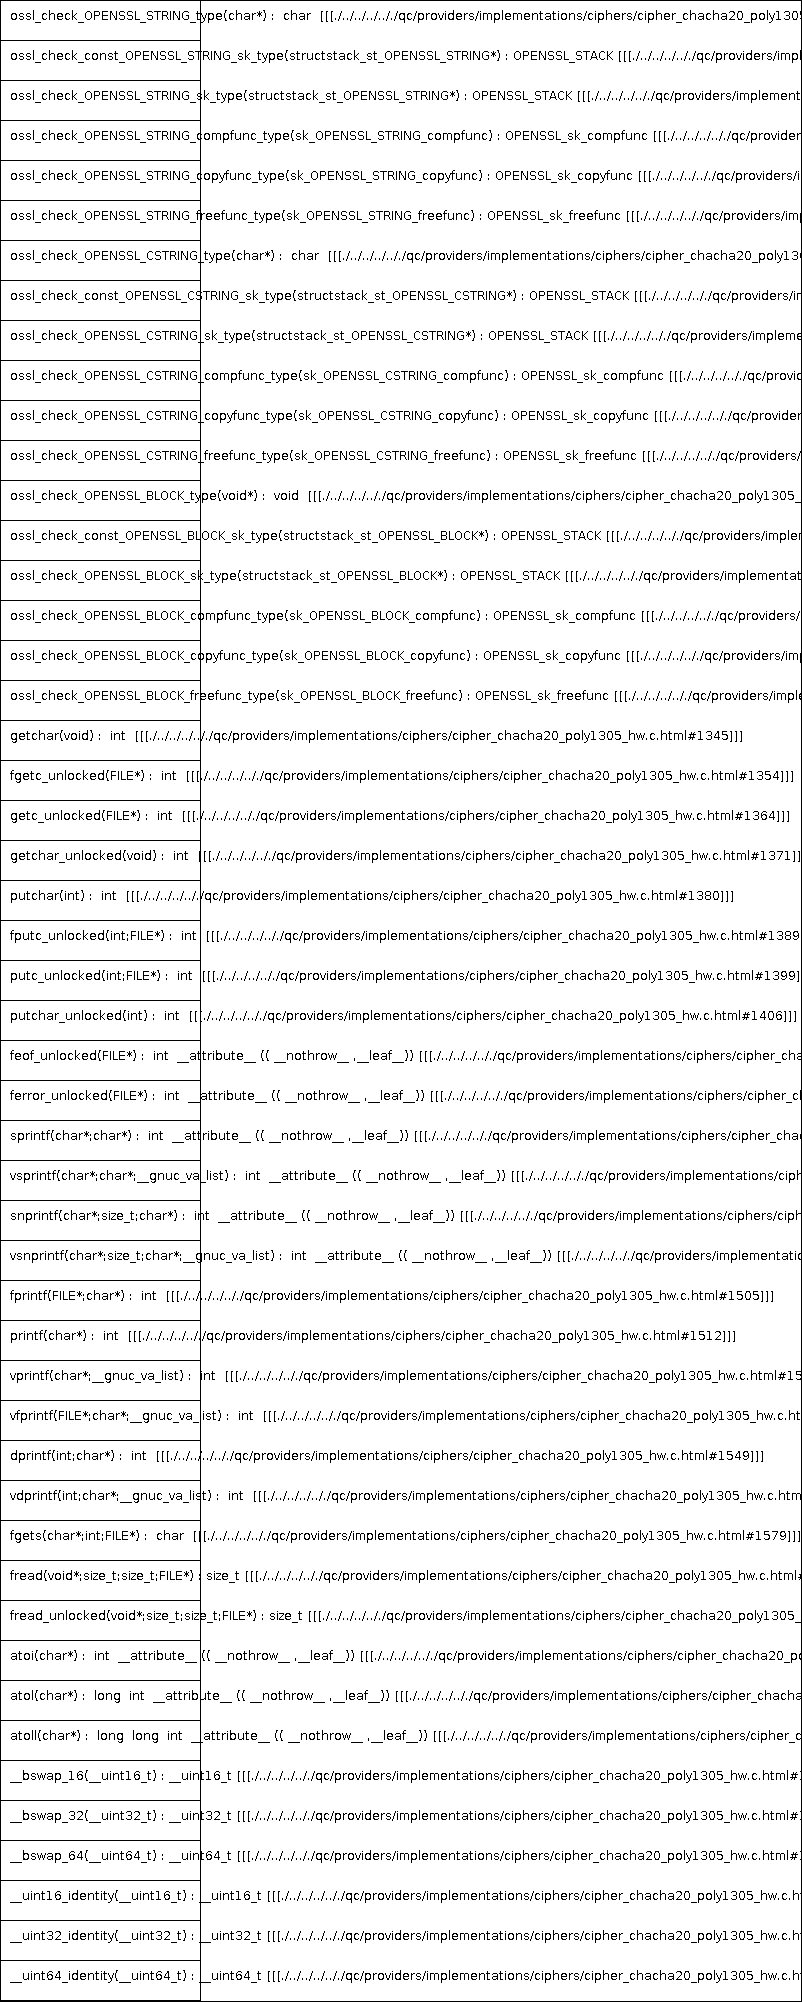 ossl_check_OPENSSL_STRING_type(char*) : char [[[./../../../../../qc/providers/implementations/ciphers/cipher_chacha20_poly130
ossl_check_const_OPENSSL_STRING_sk_type(structstack_st_OPENSSL_STRING*) : OPENSSL_STACK [[[./../../../../../qc/providers/impl
ossl_check_OPENSSL_STRING_sk_type(structstack_st_OPENSSL_STRING*) : OPENSSL_STACK [[[./../../../../../qc/providers/implement
ossl_check_OPENSSL_STRING_compfunc_type(sk_OPENSSL_STRING_compfunc) : OPENSSL_sk_compfunc [[[./../../../../../qc/provider
ossl_check_OPENSSL_STRING_copyfunc_type(sk_OPENSSL_STRING_copyfunc) : OPENSSL_sk_copyfunc [[[./../../../../../qc/providers/i
ossl_check_OPENSSL_STRING_freefunc_type(sk_OPENSSL_STRING_freefunc) : OPENSSL_sk_freefunc [[[./../../../../../qc/providers/im
ossl_check_OPENSSL_CSTRING_type(char*) : char [[[./../../../../../qc/providers/implementations/ciphers/cipher_chacha20_poly13
ossl_check_const_OPENSSL_CSTRING_sk_type(structstack_st_OPENSSL_CSTRING*) : OPENSSL_STACK [[[./../../../../../qc/providers/i
ossl_check_OPENSSL_CSTRING_sk_type(structstack_st_OPENSSL_CSTRING*) : OPENSSL_STACK [[[./../../../../../qc/providers/impleme
ossl_check_OPENSSL_CSTRING_compfunc_type(sk_OPENSSL_CSTRING_compfunc) : OPENSSL_sk_compfunc [[[./../../../../../qc/provi
ossl_check_OPENSSL_CSTRING_copyfunc_type(sk_OPENSSL_CSTRING_copyfunc) : OPENSSL_sk_copyfunc [[[./../../../../../qc/provider
ossl_check_OPENSSL_CSTRING_freefunc_type(sk_OPENSSL_CSTRING_freefunc) : OPENSSL_sk_freefunc [[[./../../../../../qc/providers/
ossl_check_OPENSSL_BLOCK_type(void*) : void [[[./../../../../../qc/providers/implementations/ciphers/cipher_chacha20_poly1305_
ossl_check_const_OPENSSL_BLOCK_sk_type(structstack_st_OPENSSL_BLOCK*) : OPENSSL_STACK [[[./../../../../../qc/providers/implem
ossl_check_OPENSSL_BLOCK_sk_type(structstack_st_OPENSSL_BLOCK*) : OPENSSL_STACK [[[./../../../../../qc/providers/implementat
ossl_check_OPENSSL_BLOCK_compfunc_type(sk_OPENSSL_BLOCK_compfunc) : OPENSSL_sk_compfunc [[[./../../../../../qc/providers/
ossl_check_OPENSSL_BLOCK_copyfunc_type(sk_OPENSSL_BLOCK_copyfunc) : OPENSSL_sk_copyfunc [[[./../../../../../qc/providers/im
ossl_check_OPENSSL_BLOCK_freefunc_type(sk_OPENSSL_BLOCK_freefunc) : OPENSSL_sk_freefunc [[[./../../../../../qc/providers/imple
getchar(void) : int [[[./../../../../../qc/providers/implementations/ciphers/cipher_chacha20_poly1305_hw.c.html#1345]]]
fgetc_unlocked(FILE*) : int [[[./../../../../../qc/providers/implementations/ciphers/cipher_chacha20_poly1305_hw.c.html#1354]]]
getc_unlocked(FILE*) : int [[[./../../../../../qc/providers/implementations/ciphers/cipher_chacha20_poly1305_hw.c.html#1364]]]
getchar_unlocked(void) : int [[[./../../../../../qc/providers/implementations/ciphers/cipher_chacha20_poly1305_hw.c.html#1371]]
putchar(int) : int [[[./../../../../../qc/providers/implementations/ciphers/cipher_chacha20_poly1305_hw.c.html#1380]]]
fputc_unlocked(int;FILE*) : int [[[./../../../../../qc/providers/implementations/ciphers/cipher_chacha20_poly1305_hw.c.html#1389
putc_unlocked(int;FILE*) : int [[[./../../../../../qc/providers/implementations/ciphers/cipher_chacha20_poly1305_hw.c.html#1399]
putchar_unlocked(int) : int [[[./../../../../../qc/providers/implementations/ciphers/cipher_chacha20_poly1305_hw.c.html#1406]]]
feof_unlocked(FILE*) : int __attribute__ (( __nothrow__ ,__leaf__)) [[[./../../../../../qc/providers/implementations/ciphers/cipher_cha
ferror_unlocked(FILE*) : int __attribute__ (( __nothrow__ ,__leaf__)) [[[./../../../../../qc/providers/implementations/ciphers/cipher_c
sprintf(char*;char*) : int __attribute__ (( __nothrow__ ,__leaf__)) [[[./../../../../../qc/providers/implementations/ciphers/cipher_cha
vsprintf(char*;char*;__gnuc_va_list) : int __attribute__ (( __nothrow__ ,__leaf__)) [[[./../../../../../qc/providers/implementations/ciph
snprintf(char*;size_t;char*) : int __attribute__ (( __nothrow__ ,__leaf__)) [[[./../../../../../qc/providers/implementations/ciphers/ciph
vsnprintf(char*;size_t;char*;__gnuc_va_list) : int __attribute__ (( __nothrow__ ,__leaf__)) [[[./../../../../../qc/providers/implementatio
fprintf(FILE*;char*) : int [[[./../../../../../qc/providers/implementations/ciphers/cipher_chacha20_poly1305_hw.c.html#1505]]]
printf(char*) : int [[[./../../../../../qc/providers/implementations/ciphers/cipher_chacha20_poly1305_hw.c.html#1512]]]
vprintf(char*;__gnuc_va_list) : int [[[./../../../../../qc/providers/implementations/ciphers/cipher_chacha20_poly1305_hw.c.html#15
vfprintf(FILE*;char*;__gnuc_va_list) : int [[[./../../../../../qc/providers/implementations/ciphers/cipher_chacha20_poly1305_hw.c.ht
dprintf(int;char*) : int [[[./../../../../../qc/providers/implementations/ciphers/cipher_chacha20_poly1305_hw.c.html#1549]]]
vdprintf(int;char*;__gnuc_va_list) : int [[[./../../../../../qc/providers/implementations/ciphers/cipher_chacha20_poly1305_hw.c.htm
fgets(char*;int;FILE*) : char [[[./../../../../../qc/providers/implementations/ciphers/cipher_chacha20_poly1305_hw.c.html#1579]]]
fread(void*;size_t;size_t;FILE*) : size_t [[[./../../../../../qc/providers/implementations/ciphers/cipher_chacha20_poly1305_hw.c.html#
fread_unlocked(void*;size_t;size_t;FILE*) : size_t [[[./../../../../../qc/providers/implementations/ciphers/cipher_chacha20_poly1305_
atoi(char*) : int __attribute__ (( __nothrow__ ,__leaf__)) [[[./../../../../../qc/providers/implementations/ciphers/cipher_chacha20_po
atol(char*) : long int __attribute__ (( __nothrow__ ,__leaf__)) [[[./../../../../../qc/providers/implementations/ciphers/cipher_chacha
atoll(char*) : long long int __attribute__ (( __nothrow__ ,__leaf__)) [[[./../../../../../qc/providers/implementations/ciphers/cipher_c
__bswap_16(__uint16_t) : __uint16_t [[[./../../../../../qc/providers/implementations/ciphers/cipher_chacha20_poly1305_hw.c.html#1
__bswap_32(__uint32_t) : __uint32_t [[[./../../../../../qc/providers/implementations/ciphers/cipher_chacha20_poly1305_hw.c.html#1
__bswap_64(__uint64_t) : __uint64_t [[[./../../../../../qc/providers/implementations/ciphers/cipher_chacha20_poly1305_hw.c.html#1
__uint16_identity(__uint16_t) : __uint16_t [[[./../../../../../qc/providers/implementations/ciphers/cipher_chacha20_poly1305_hw.c.ht
__uint32_identity(__uint32_t) : __uint32_t [[[./../../../../../qc/providers/implementations/ciphers/cipher_chacha20_poly1305_hw.c.ht
__uint64_identity(__uint64_t) : __uint64_t [[[./../../../../../qc/providers/implementations/ciphers/cipher_chacha20_poly1305_hw.c.ht